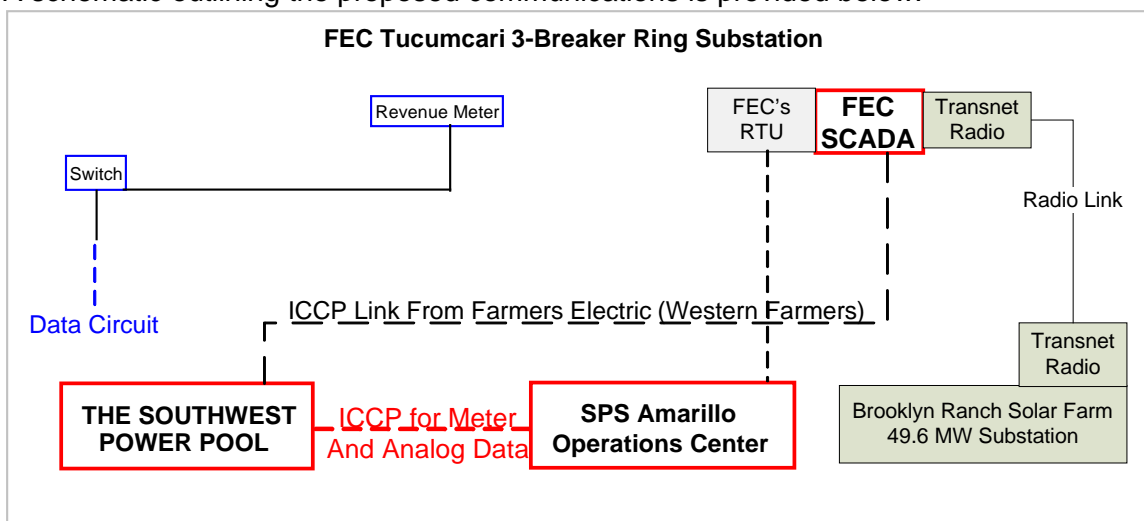 A schematic outlining the proposed communications is provided below.
FEC Tucumcari 3-Breaker Ring Substation
Revenue Meter
FEC's
RTU
FEC
SCADA
Transnet
Radio
Switch
Radio Link
Data Circuit
ICCP Link From Farmers Electric (Western Farmers)
Transnet
Radio
THE SOUTHWEST
POWER POOL
ICCP for Meter
And Analog Data
SPS Amarillo
Operations Center
Brooklyn Ranch Solar Farm
49.6 MW Substation